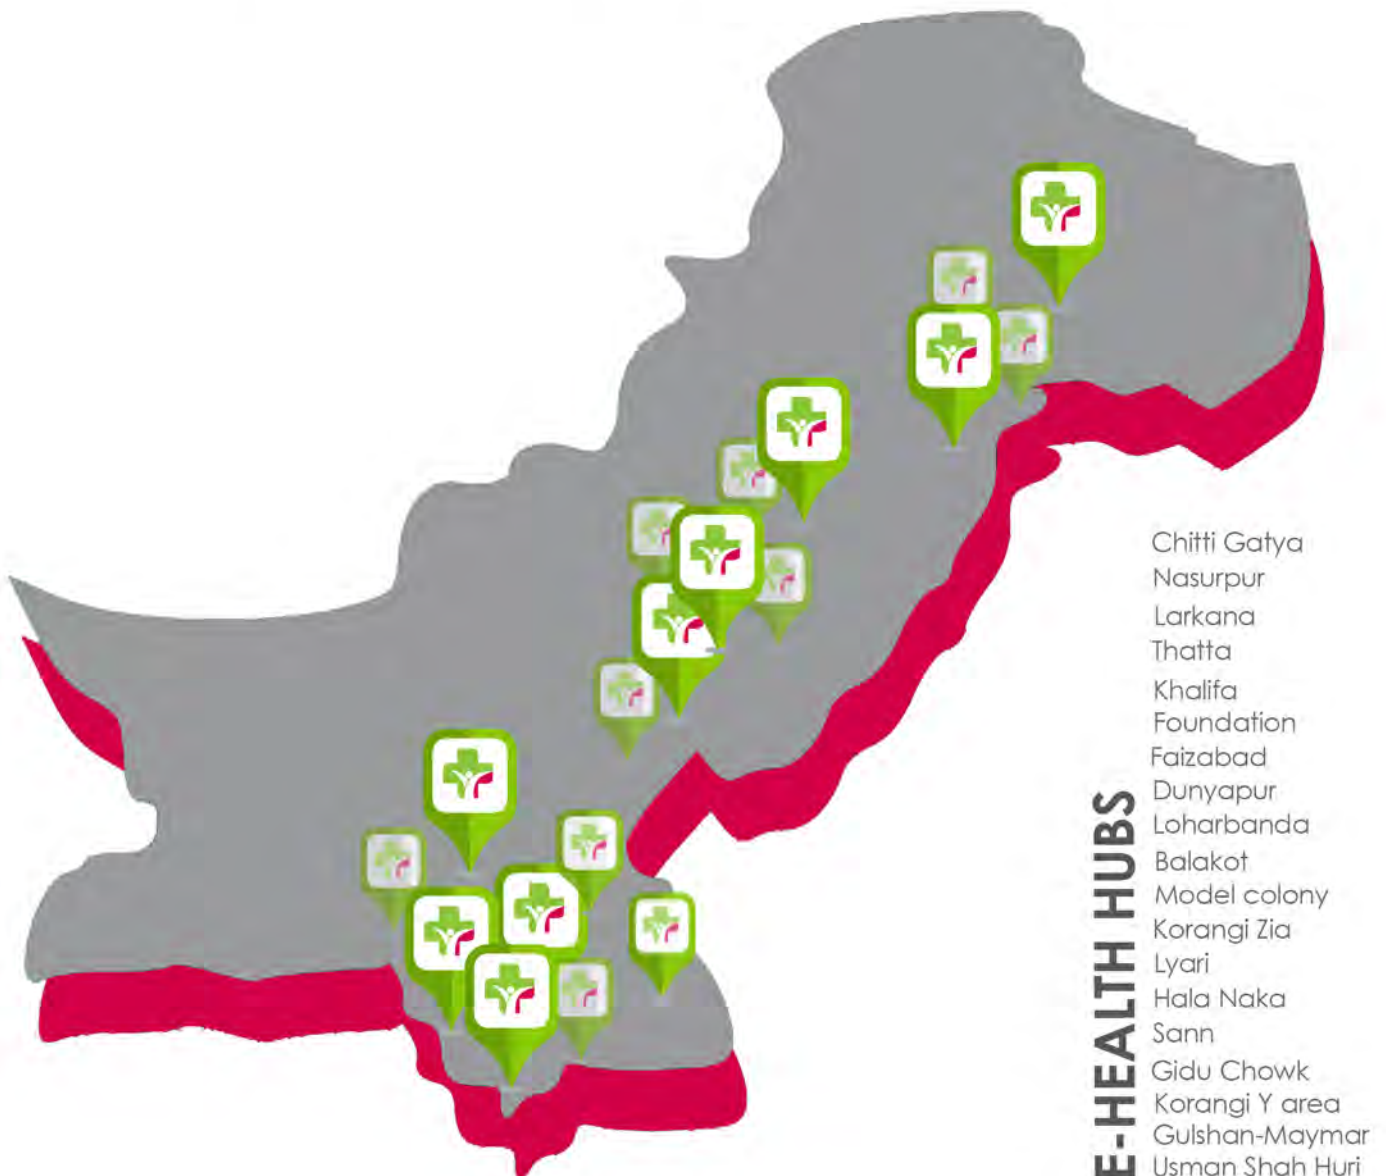 E-HEALTH HUBS
Chitti Gatya
Nasurpur
Larkana
Thatta
Khalifa
Foundation
Faizabad
Dunyapur
Loharbanda
Balakot
Model colony
Korangi Zia
Lyari
Hala Naka
Sann
Gidu Chowk
Korangi Y area
Gulshan-Maymar
Usman Shah Huri